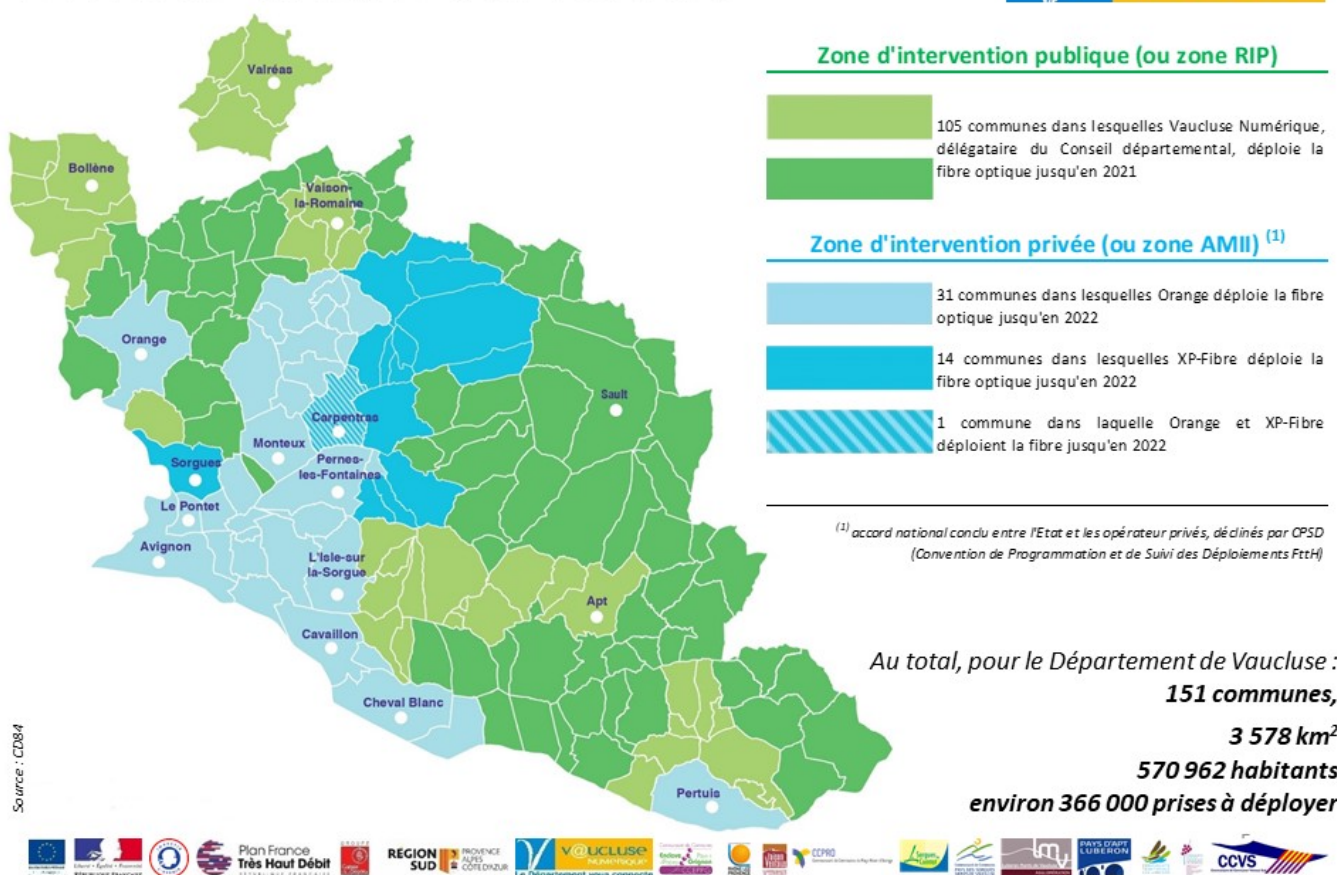 Valréas
Bollène
Vaison-
la-Romaine
Orange
Sault
Carpentras
Monteux
Sorgues
Pernes-
les-Fontaines
Le Pontet
Avignon
L'Isle-sur
la-Sorgue
Apt
Cavaillon
Cheval Blanc
Pertuis
Source : CD84
Zone d'intervention publique (ou zone RIP)
105 communes dans lesquelles Vaucluse Numérique,
délégataire du Conseil départemental, déploie la
fibre optique jusqu'en 2021
Zone d'intervention privée (ou zone AMII) (1)
31 communes dans lesquelles Orange déploie la fibre
optique jusqu'en 2022
14 communes dans lesquelles XP-Fibre déploie la
fibre optique jusqu'en 2022
1 commune dans laquelle Orange et XP-Fibre
déploient la fibre jusqu'en 2022
(1) accord national conclu entre l'Etat et les opérateur privés, déclinés par CPSD
(Convention de Programmation et de Suivi des Déploiements FttH)
Au total, pour le Département de Vaucluse :
151 communes,
3 578 km²
570 962 habitants
environ 366 000 prises à déployer
Plan France
Très Haut Débit
RÉPUBLIQUE FRANÇAISE
RÉGION
SUD
PROVENCE
ALPES
CÔTE D'AZUR
V@UCLUSE
NUMÉRIQUE
Le Département vous connecte
CCPRO
lmv
PAYS D'APT
LUBERON
CCVS